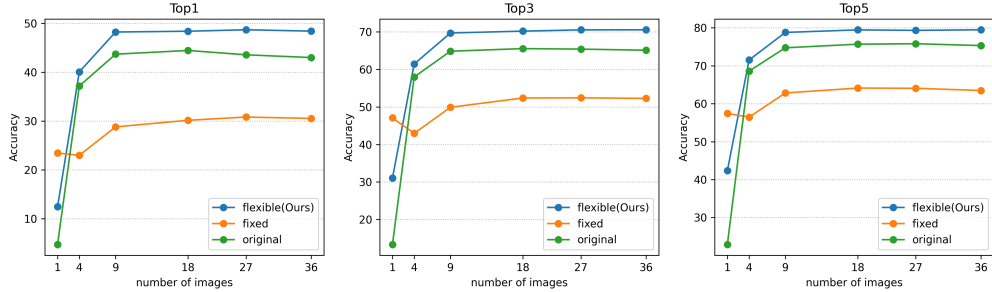 Top1
Accuracy
50
40
30
20
10
1 4 9 18 27 36
number of images
flexible(Ours)
fixed
original
Top3
Accuracy
70
60
50
40
30
20
1 4 9 18 27 36
number of images
flexible(Ours)
fixed
original
Top5
Accuracy
80
70
60
50
40
30
1 4 9 18 27 36
number of images
flexible(Ours)
fixed
original